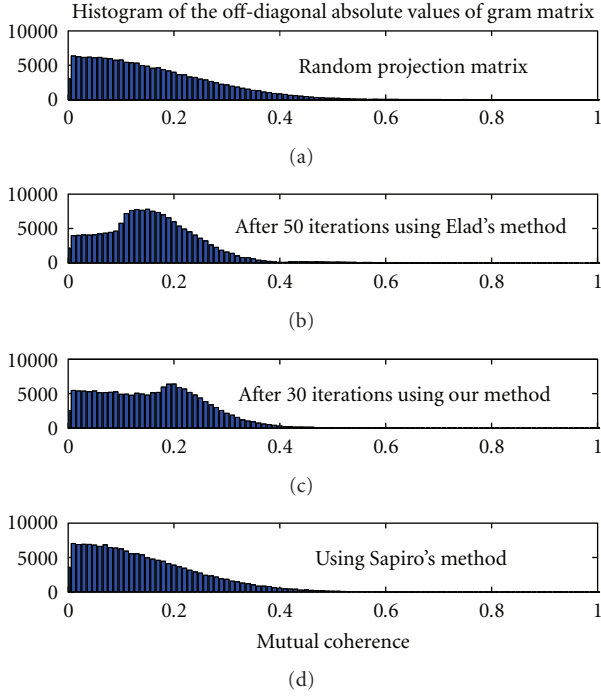 Histogram of the off-diagonal absolute values of gram matrix
10000
5000
0
Random projection matrix
0 0.2 0.4 0.6 0.8 1
(a)
10000
5000
0
After 50 iterations using Elad's method
0 0.2 0.4 0.6 0.8 1
(b)
10000
5000
0
After 30 iterations using our method
0 0.2 0.4 0.6 0.8 1
(c)
10000
5000
0
Using Sapiro's method
0 0.2 0.4 0.6 0.8 1
Mutual coherence
(d)